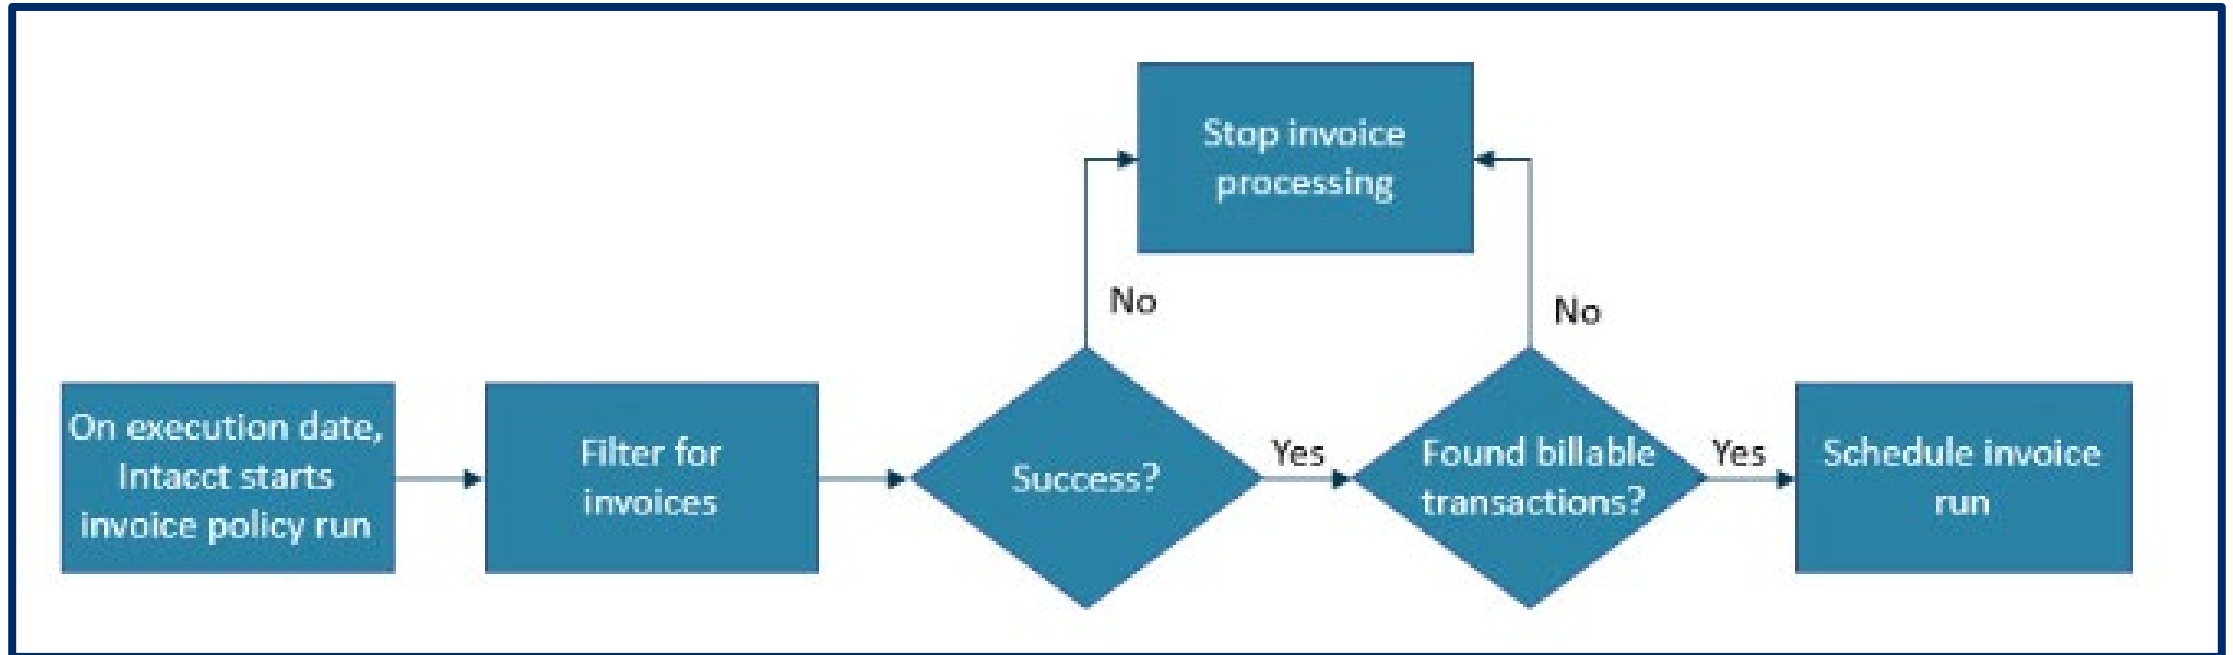 Stop invoice
processing
No
No
On execution date,
Intacct starts
invoice policy run
Filter for
invoices
Success?
Yes
Found billable
transactions?
Yes
Schedule invoice
run